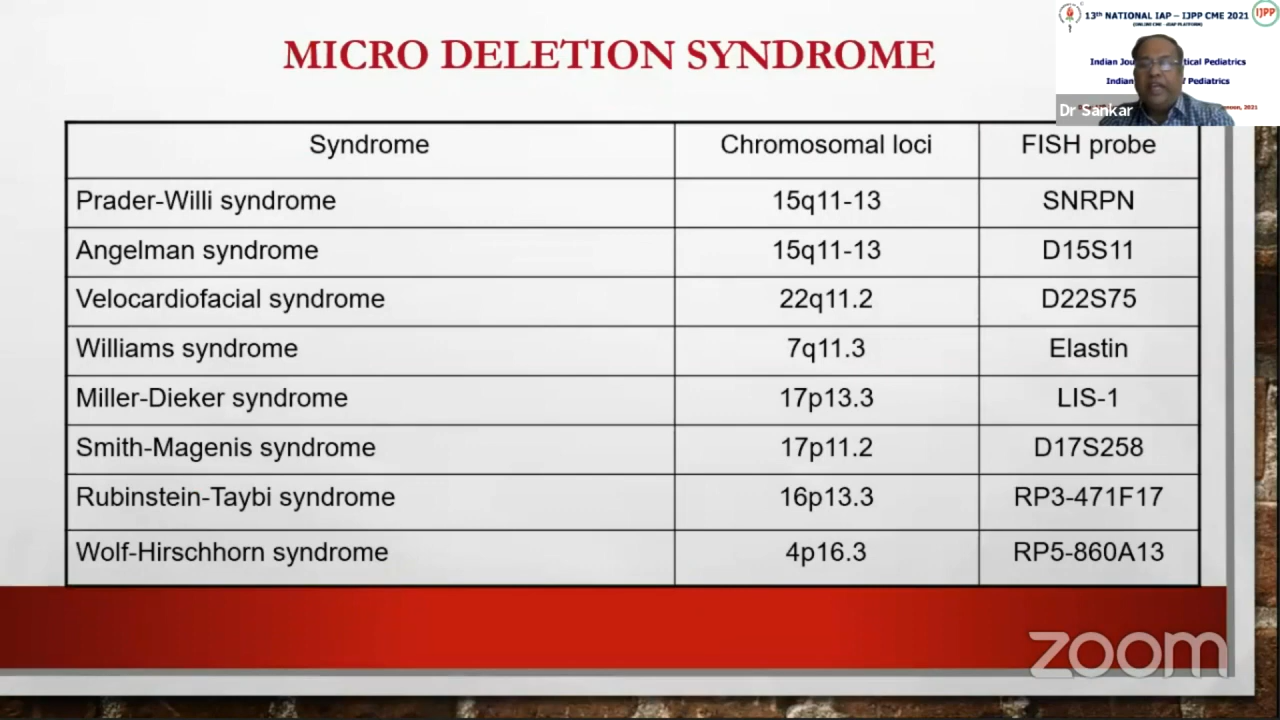 MICRO DELETION SYNDROME
13th NATIONAL IAP – IJPP CME 2021
IJPP
Indian Pediatrics
Pediatrics
2021
Dr Sankar
Syndrome Chromosomal loci FISH probe
Prader-Willi syndrome 15q11-13 SNRPN
Angelman syndrome 15q11-13 D15S11
Velocardiofacial syndrome 22q11.2 D22S75
Williams syndrome 7q11.3 Elastin
Miller-Dieker syndrome 17p13.3 LIS-1
Smith-Magenis syndrome 17p11.2 D17S258
Rubinstein-Taybi syndrome 16p13.3 RP3-471F17
Wolf-Hirschhorn syndrome 4p16.3 RP5-860A13
zoom